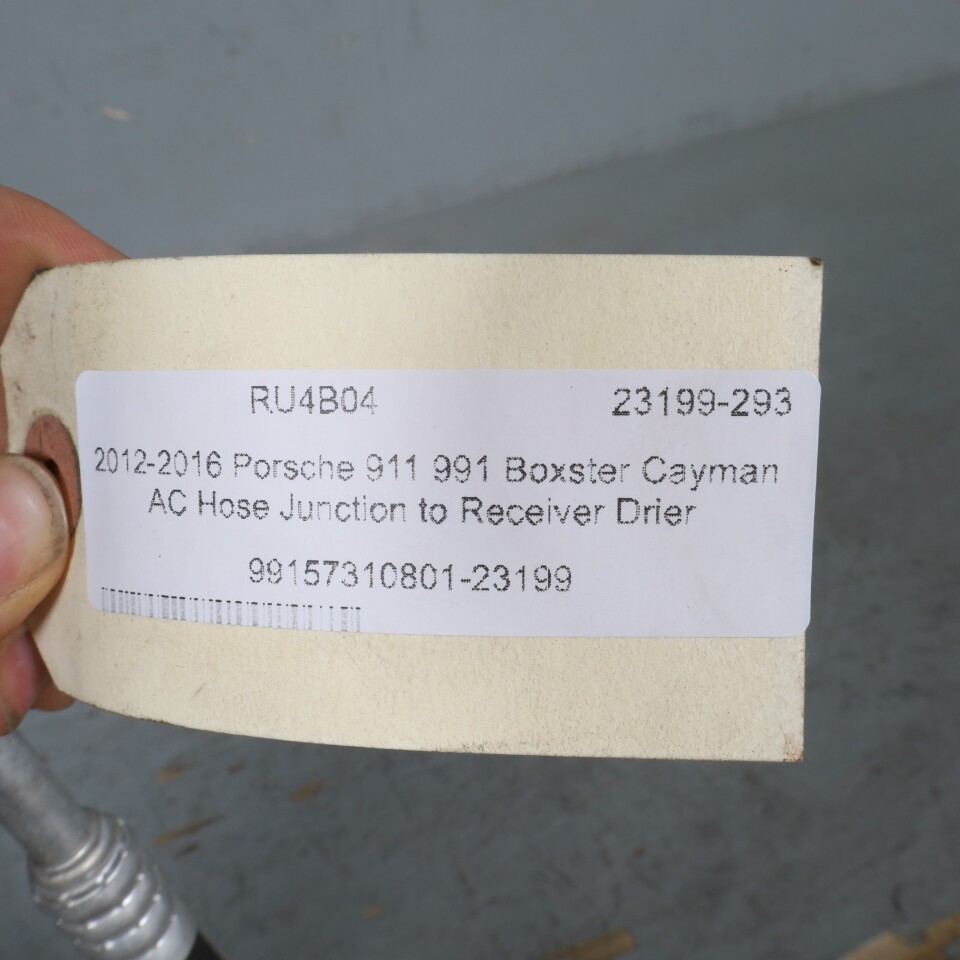 RU4B04 23199-293
2012-2016 Porsche 911 991 Boxster Cayman
AC Hose Junction to Receiver Drier
99157310801-23199